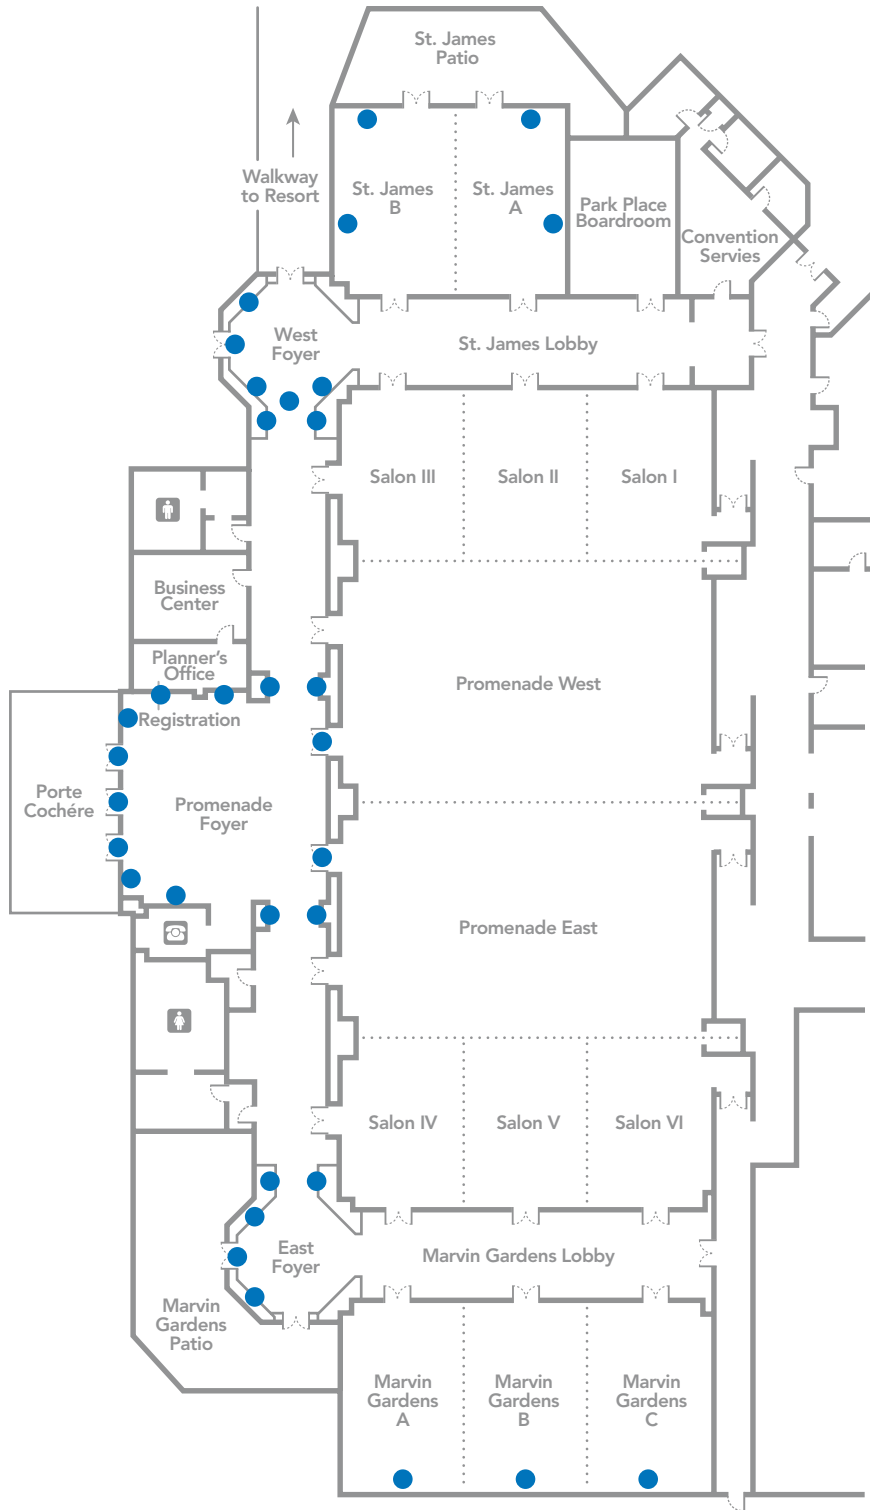 St. James
Patio
Walkway
to Resort
St. James
B
St. James
A
Park Place
Boardroom
Convention
Servies
West
Foyer
St. James Lobby
Salon III
Salon II
Salon I
Business
Center
Planner's
Office
Registration
Promenade West
Porte
Cochére
Promenade
Foyer
Promenade East
Salon IV
Salon V
Salon VI
East
Foyer
Marvin Gardens Lobby
Marvin
Gardens
Patio
Marvin
Gardens
A
Marvin
Gardens
B
Marvin
Gardens
C